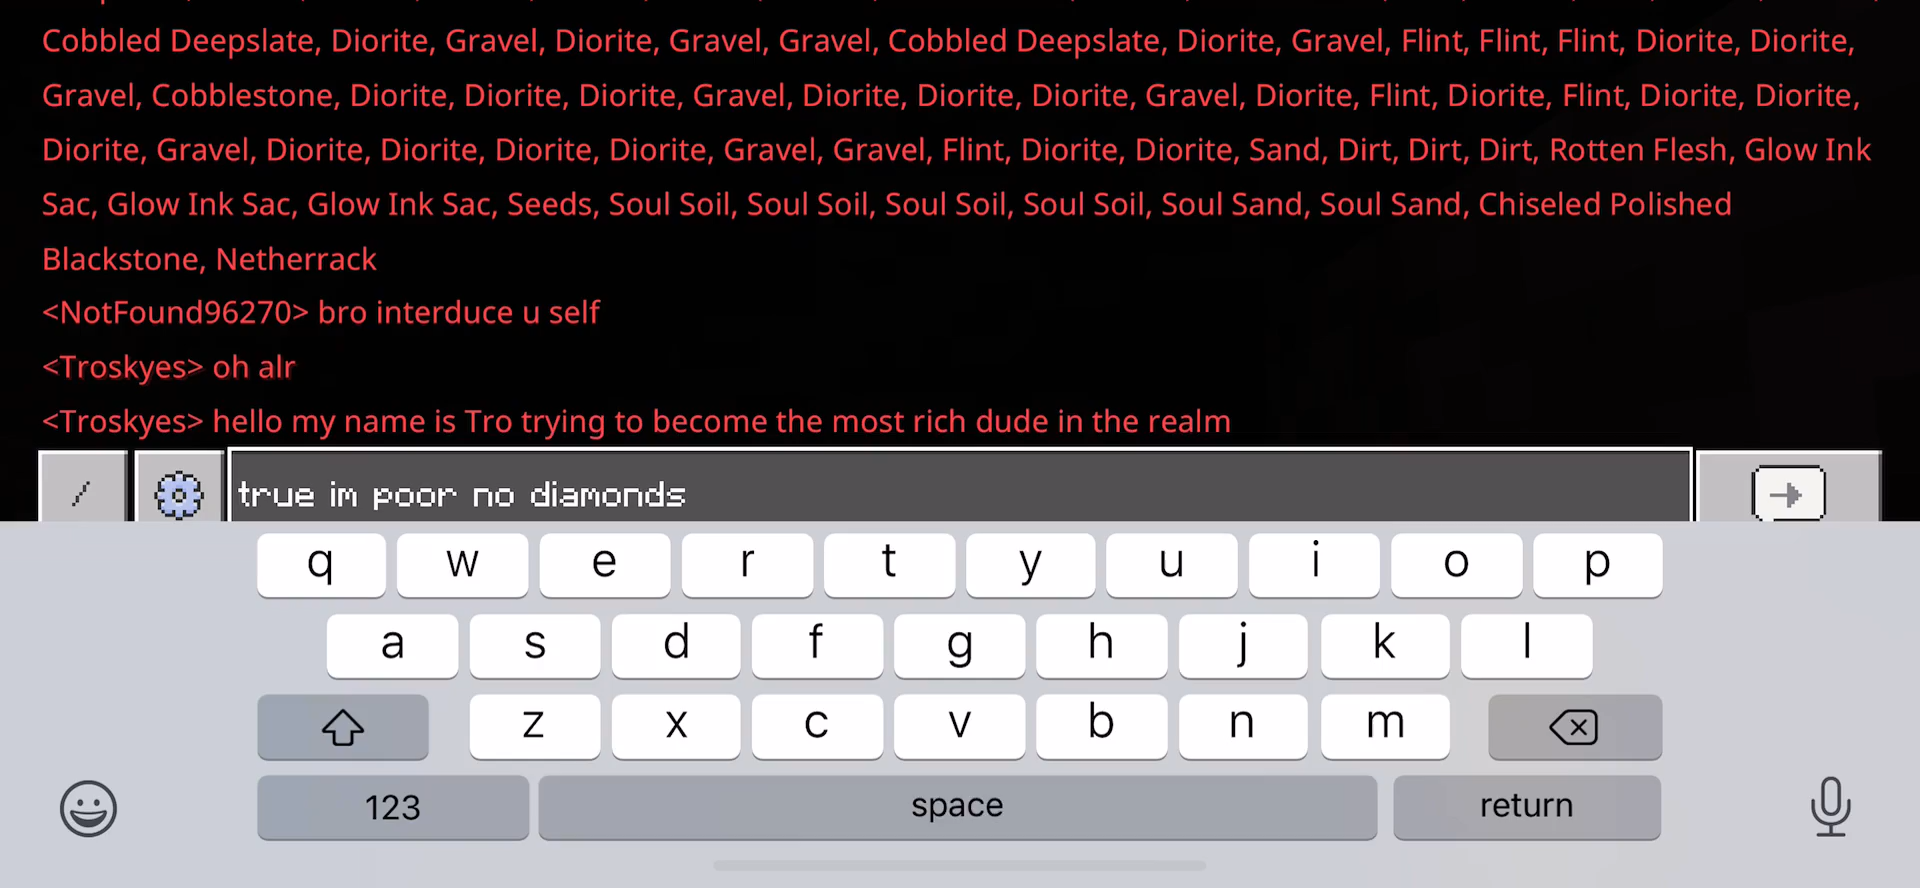 Cobbled Deepslate, Diorite, Gravel, Diorite, Gravel, Gravel, Cobbled Deepslate, Diorite, Gravel, Flint, Flint, Flint, Diorite, Diorite,
Gravel, Cobblestone, Diorite, Diorite, Diorite, Gravel, Diorite, Diorite, Diorite, Gravel, Diorite, Flint, Diorite, Flint, Diorite, Diorite,
Diorite, Gravel, Diorite, Diorite, Diorite, Diorite, Gravel, Gravel, Flint, Diorite, Diorite, Sand, Dirt, Dirt, Dirt, Rotten Flesh, Glow Ink
Sac, Glow Ink Sac, Glow Ink Sac, Seeds, Soul Soil, Soul Soil, Soul Soil, Soul Soil, Soul Sand, Soul Sand, Chiseled Polished
Blackstone, Netherrack
<NotFound96270> bro interduce u self
<Troskyes> oh alr
<Troskyes> hello my name is Tro trying to become the most rich dude in the realm
/ true im poor no diamonds
q w e r t y u i o p
a s d f g h j k l
z x c v b n m
123 space return